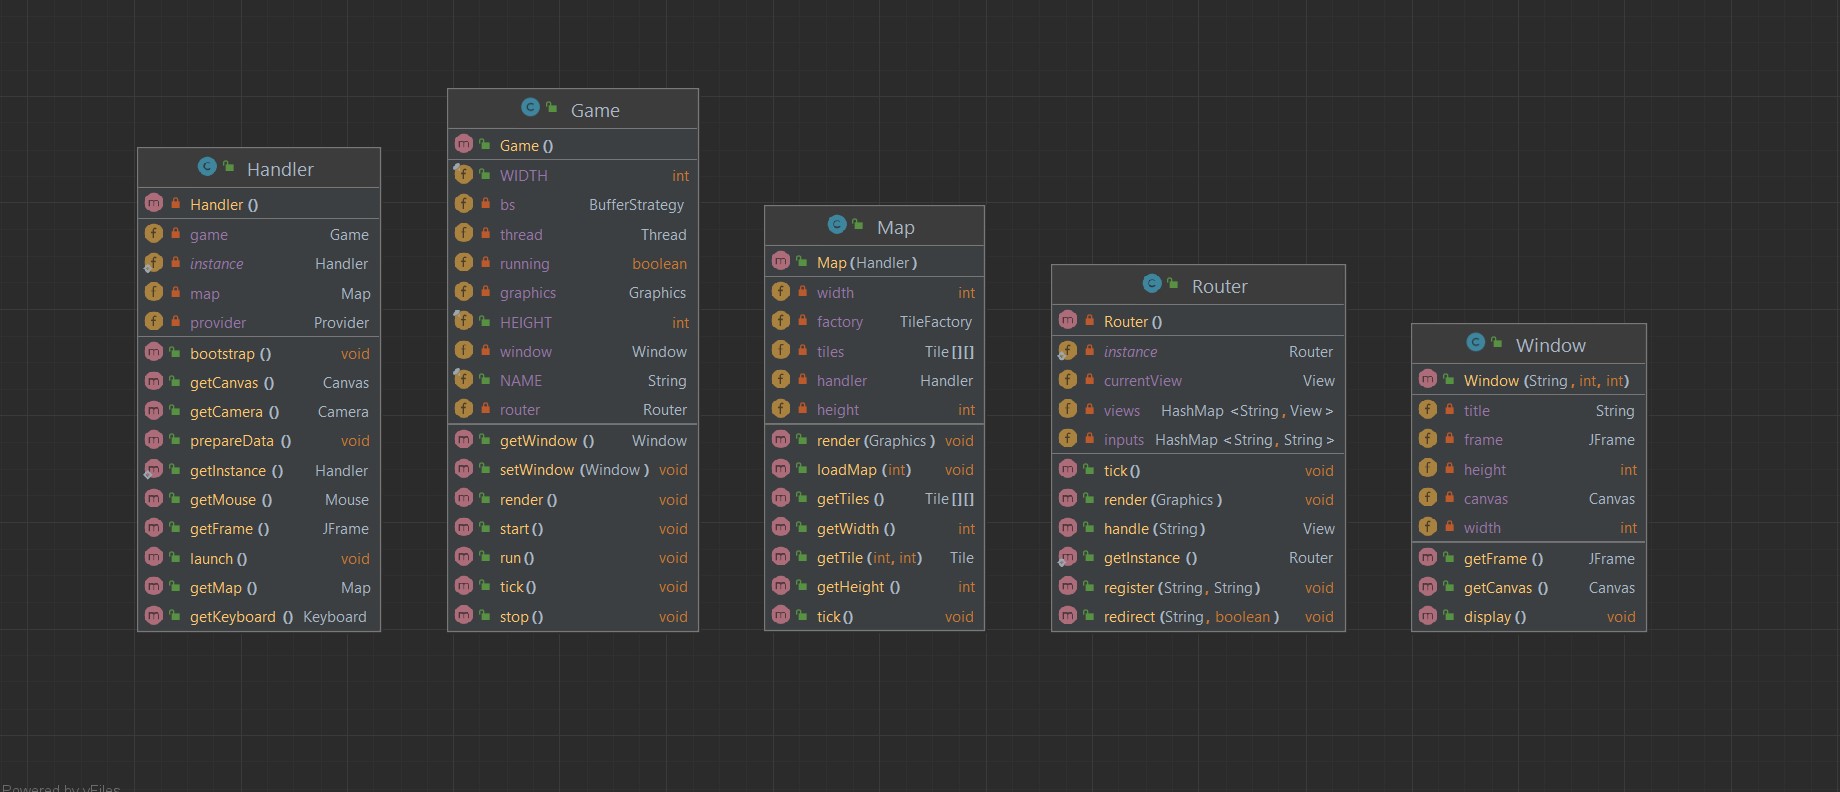 Handler
Handler ()
game Game
instance Handler
map Map
provider Provider
bootstrap () void
getCanvas () Canvas
getCamera () Camera
prepareData () void
getInstance () Handler
getMouse () Mouse
getFrame () JFrame
launch () void
getMap () Map
getKeyboard () Keyboard
Game
Game ()
WIDTH int
bs BufferStrategy
thread Thread
running boolean
graphics Graphics
HEIGHT int
window Window
NAME String
router Router
getWindow () Window
setWindow (Window ) void
render () void
start () void
run () void
tick () void
stop () void
Map
Map (Handler )
width int
factory TileFactory
tiles Tile [][]
handler Handler
height int
render (Graphics ) void
loadMap (int) void
getTiles () Tile [][]
getWidth () int
getTile (int, int) Tile
getHeight () int
tick () void
Router
Router ()
instance Router
currentView View
views HashMap <String , View >
inputs HashMap <String , String >
tick () void
render (Graphics ) void
handle (String ) View
getInstance () Router
register (String , String ) void
redirect (String , boolean ) void
Window
Window (String , int, int)
title String
frame JFrame
height int
canvas Canvas
width int
getFrame () JFrame
getCanvas () Canvas
display () void
Powered by yFiles